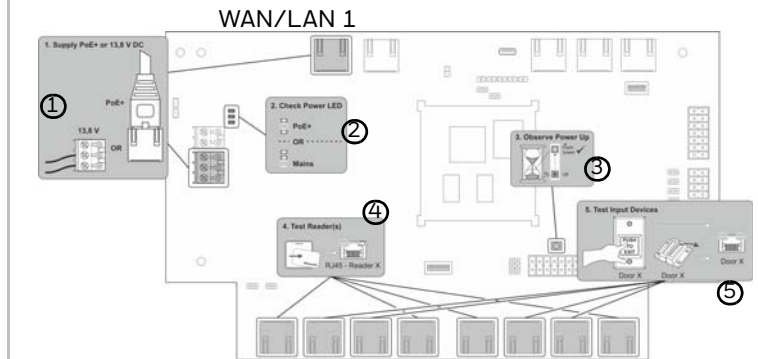 WAN/LAN 1
1. Supply PoE+ or 13,8 V DC
1
PoE+
13,8 V
OR
2. Check Power LED
PoE+
OR
Mains
2
3. Observe Power Up
UP
3
4. Test Reader(s)
RJ45 - Reader X
4
5. Test Input Devices
PUSH
TO
EXIT
Door X
Door X
Door X
5